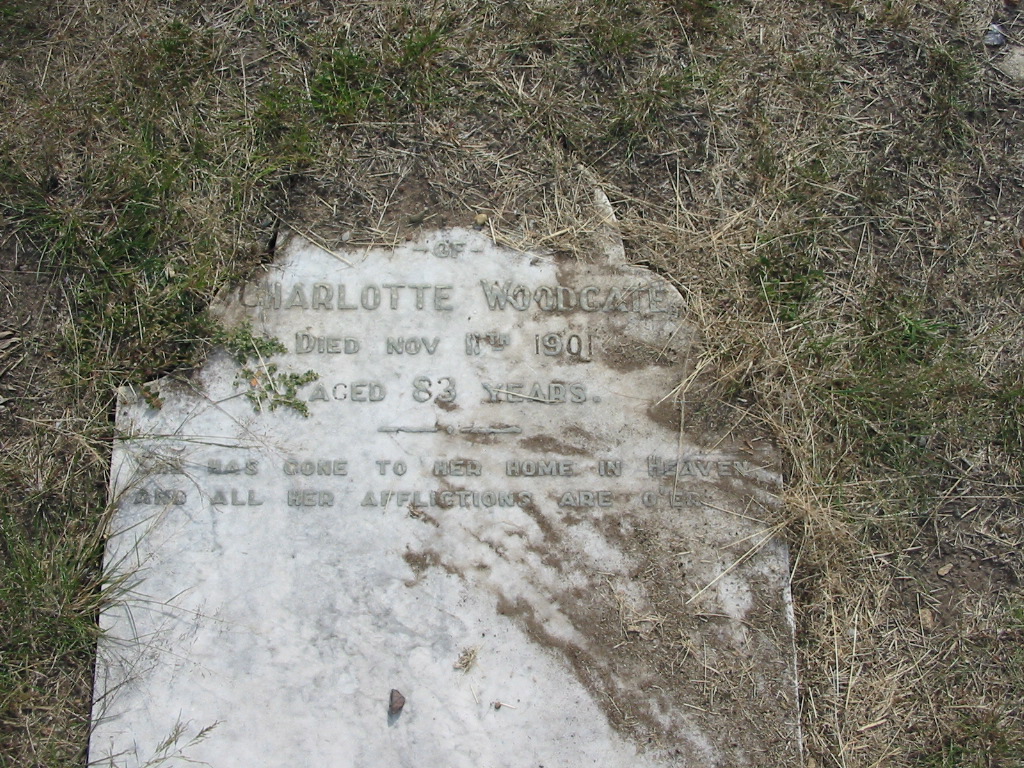 - OF -
CHARLOTTE WOODGATE,
DIED NOV 11TH 1901
AGED 83 YEARS.
SHE HAS GONE TO HER HOME IN HEAVEN
AND ALL HER AFFLICTIONS ARE O'ER.